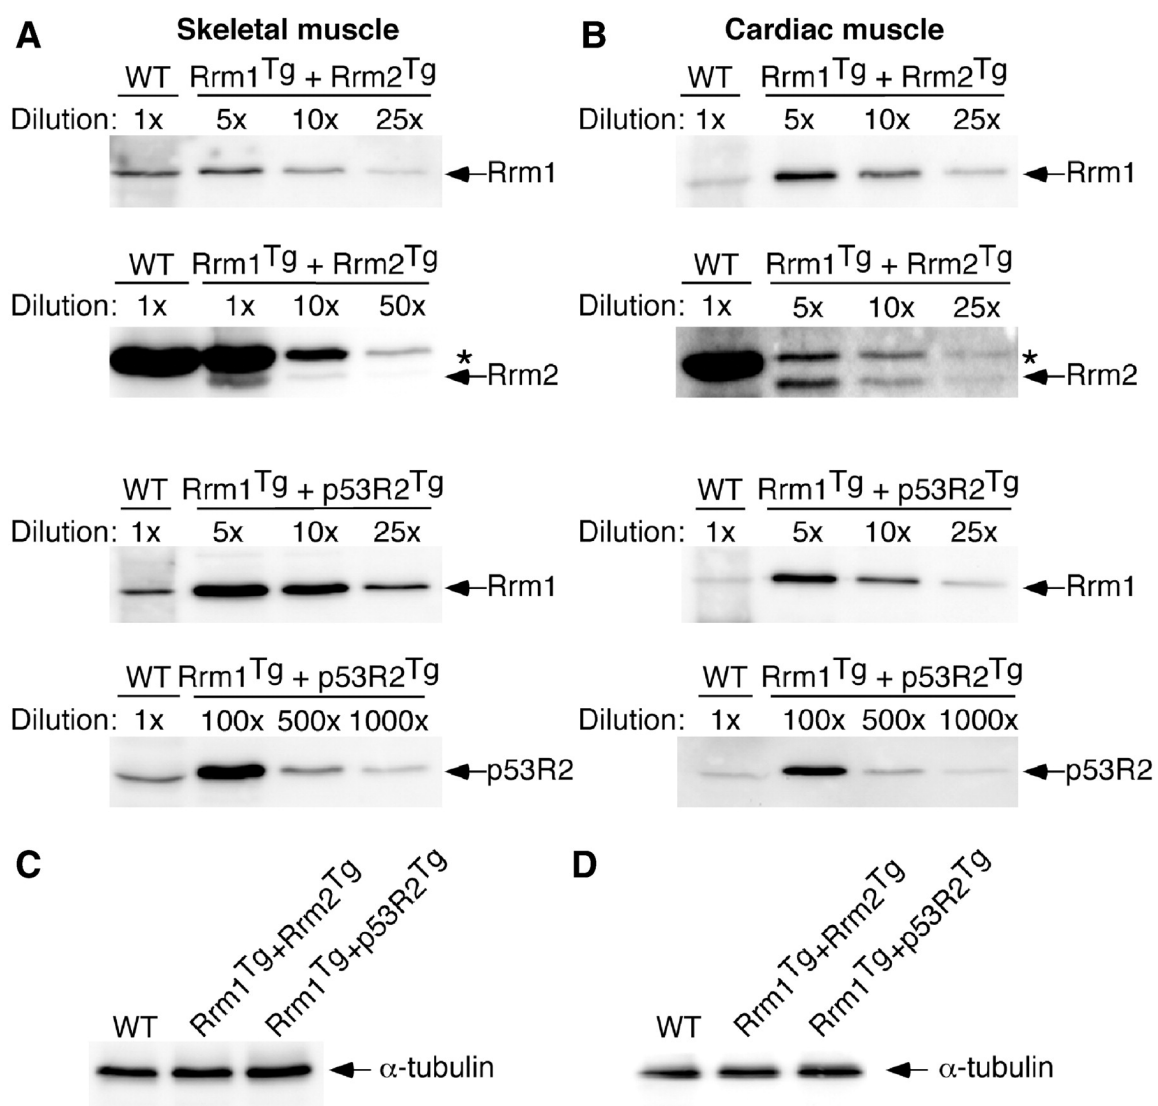 A Skeletal muscle
WT Rrm1Tg + Rrm2Tg
Dilution: 1x 5x 10x 25x
Rrm1
WT Rrm1Tg + Rrm2Tg
Dilution: 1x 1x 10x 50x
*
Rrm2
WT Rrm1Tg + p53R2Tg
Dilution: 1x 5x 10x 25x
Rrm1
WT Rrm1Tg + p53R2Tg
Dilution: 1x 100x 500x 1000x
p53R2
B Cardiac muscle
WT Rrm1Tg + Rrm2Tg
Dilution: 1x 5x 10x 25x
Rrm1
WT Rrm1Tg + Rrm2Tg
Dilution: 1x 5x 10x 25x
*
Rrm2
WT Rrm1Tg + p53R2Tg
Dilution: 1x 5x 10x 25x
Rrm1
WT Rrm1Tg + p53R2Tg
Dilution: 1x 100x 500x 1000x
p53R2
C
WT Rrm1Tg+Rrm2Tg Rrm1Tg+p53R2Tg
α-tubulin
D
WT Rrm1Tg+Rrm2Tg Rrm1Tg+p53R2Tg
α-tubulin